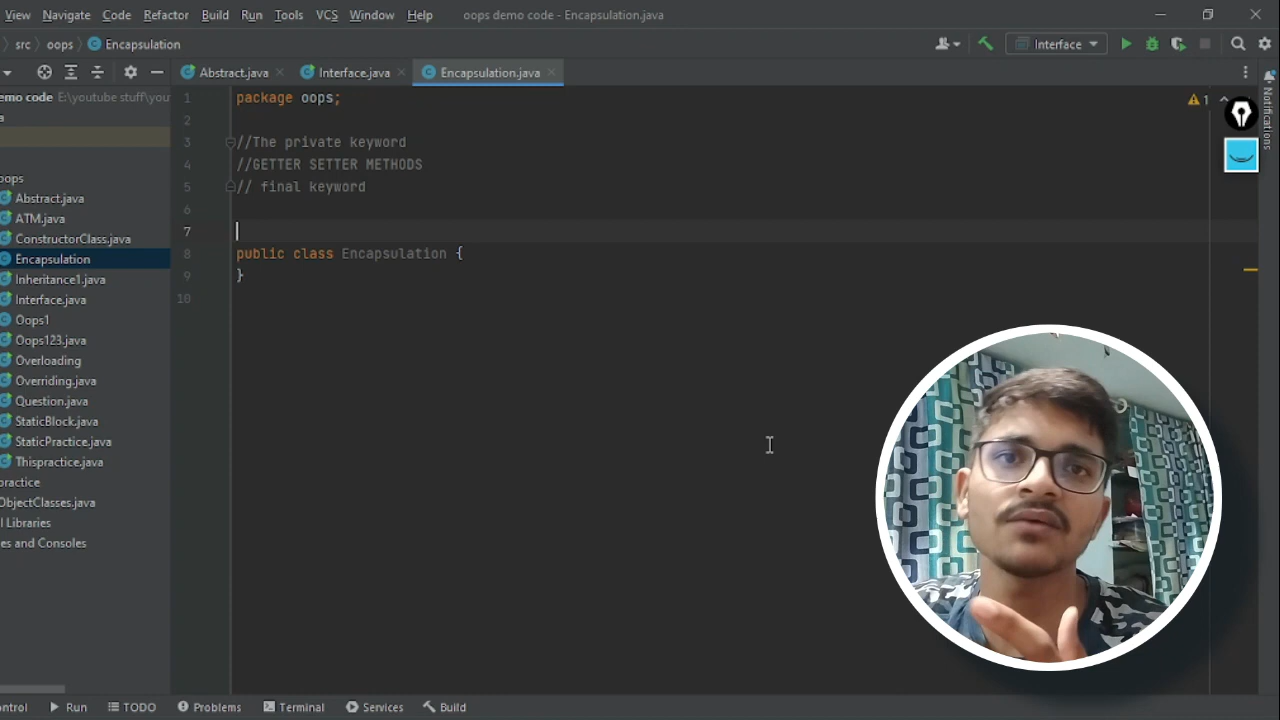 View Navigate Code Refactor Build Run Tools VCS Window Help oops demo code - Encapsulation.java
src oops Encapsulation Interface
Abstract.java Interface.java Encapsulation.java
demo code E:\youtube stuff\you
1 package oops;
2
3 //The private keyword
4 //GETTER SETTER METHODS
5 // final keyword
6
7
8 public class Encapsulation {
9 }
10
1
Notifications
oops
Abstract.java
ATM.java
ConstructorClass.java
Encapsulation
Inheritance1.java
Interface.java
Oops1
Oops123.java
Overloading
Overriding.java
Question.java
StaticBlock.java
StaticPractice.java
Thispractice.java
practice
ObjectClasses.java
l Libraries
es and Consoles
ontrol Run TODO Problems Terminal Services Build